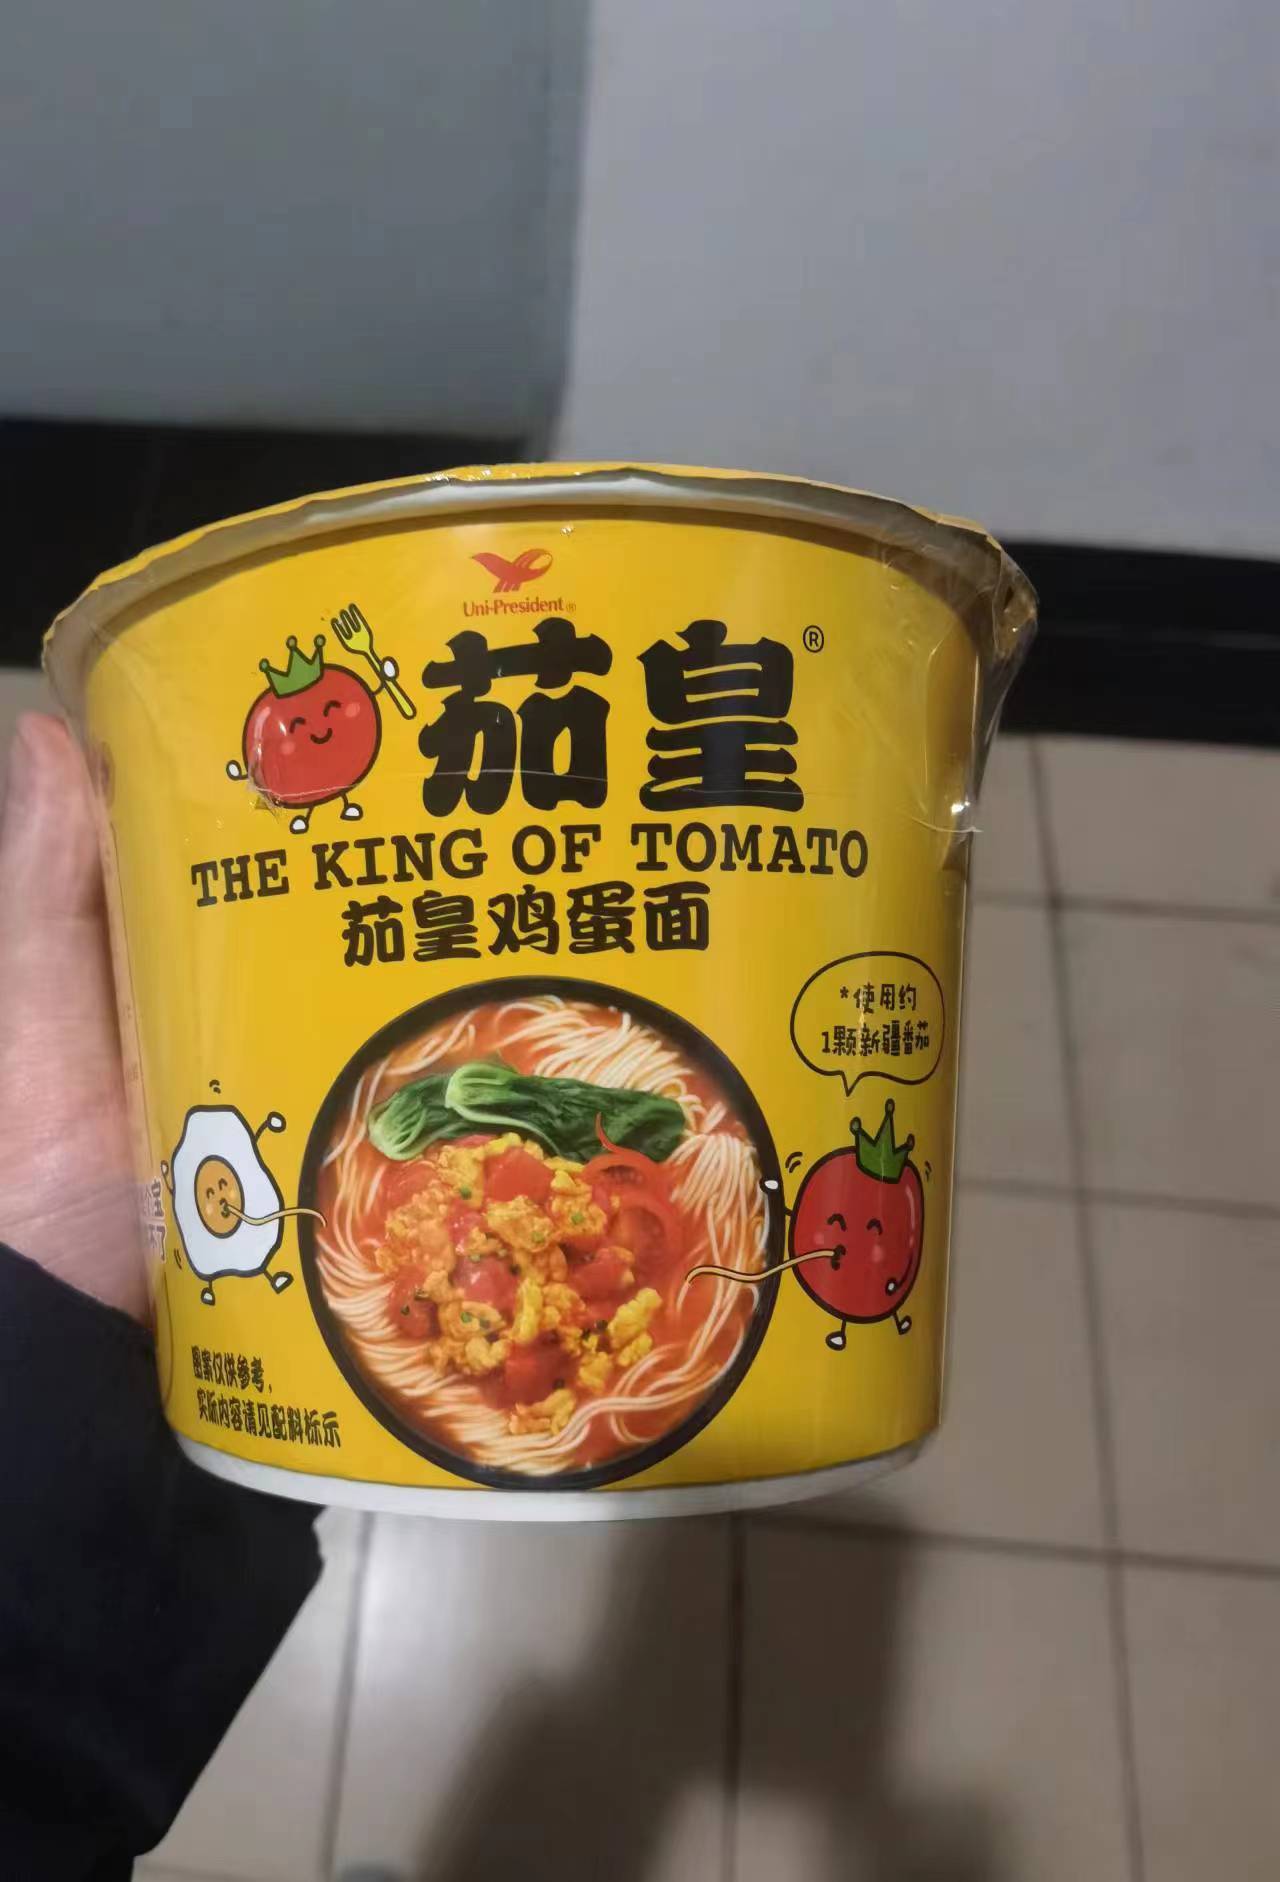 Uni-President®
茄皇®
THE KING OF TOMATO
茄皇鸡蛋面
*使用约
1颗新疆番茄
图案仅供参考，
实际内容请见配料标示